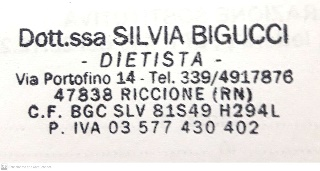 Dott.ssa SILVIA BIGUCCI
- DIETISTA -
Via Portofino 14 - Tel. 339/4917876
47838 RICCIONE (RN)
C.F. BGC SLV 81S49 H294L
P. IVA 03 577 430 402